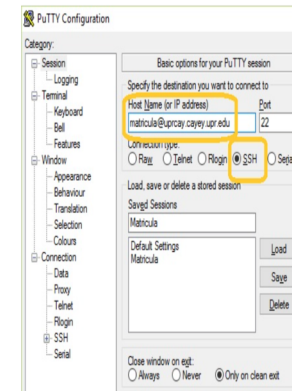 PuTTY Configuration
Category:
Session
Logging
Terminal
Keyboard
Bell
Features
Window
Appearance
Behaviour
Translation
Selection
Colours
Connection
Data
Proxy
Telnet
Rlogin
SSH
Serial
Basic options for your PuTTY session
Specify the destination you want to connect to
Host Name (or IP address) Port
matricula@uprcay.cayey.upr.edu 22
Connection type:
Raw Telnet Rlogin SSH Seria
Load, save or delete a stored session
Saved Sessions
Matricula
Default Settings
Matricula
Load
Save
Delete
Close window on exit:
Always Never Only on clean exit